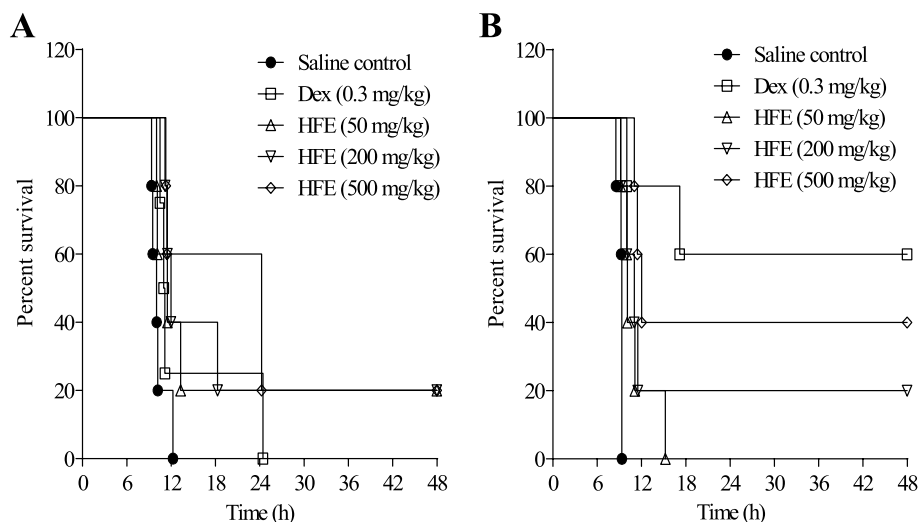 A
120
100
80
60
40
20
0
Percent survival
0 6 12 18 24 30 36 42 48
Time (h)
Saline control
Dex (0.3 mg/kg)
HFE (50 mg/kg)
HFE (200 mg/kg)
HFE (500 mg/kg)
B
120
100
80
60
40
20
0
Percent survival
0 6 12 18 24 30 36 42 48
Time (h)
Saline control
Dex (0.3 mg/kg)
HFE (50 mg/kg)
HFE (200 mg/kg)
HFE (500 mg/kg)